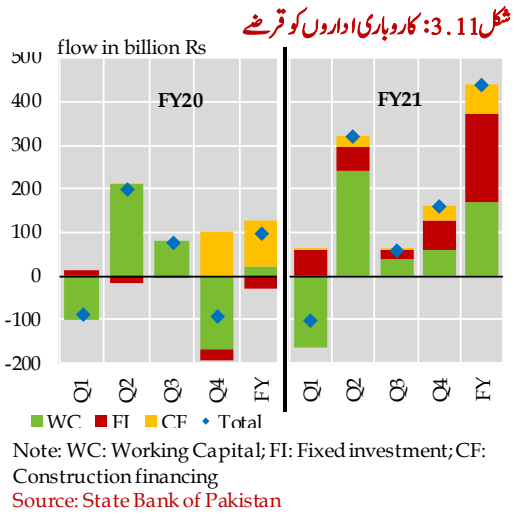 شکل 3.11: کاروباری اداروں کو قرضے
flow in billion Rs
500
400
300
200
100
0
-100
-200
FY20
FY21
Q1 Q2 Q3 Q4 FY Q1 Q2 Q3 Q4 FY
WC FI CF Total
Note: WC: Working Capital; FI: Fixed investment; CF:
Construction financing
Source: State Bank of Pakistan